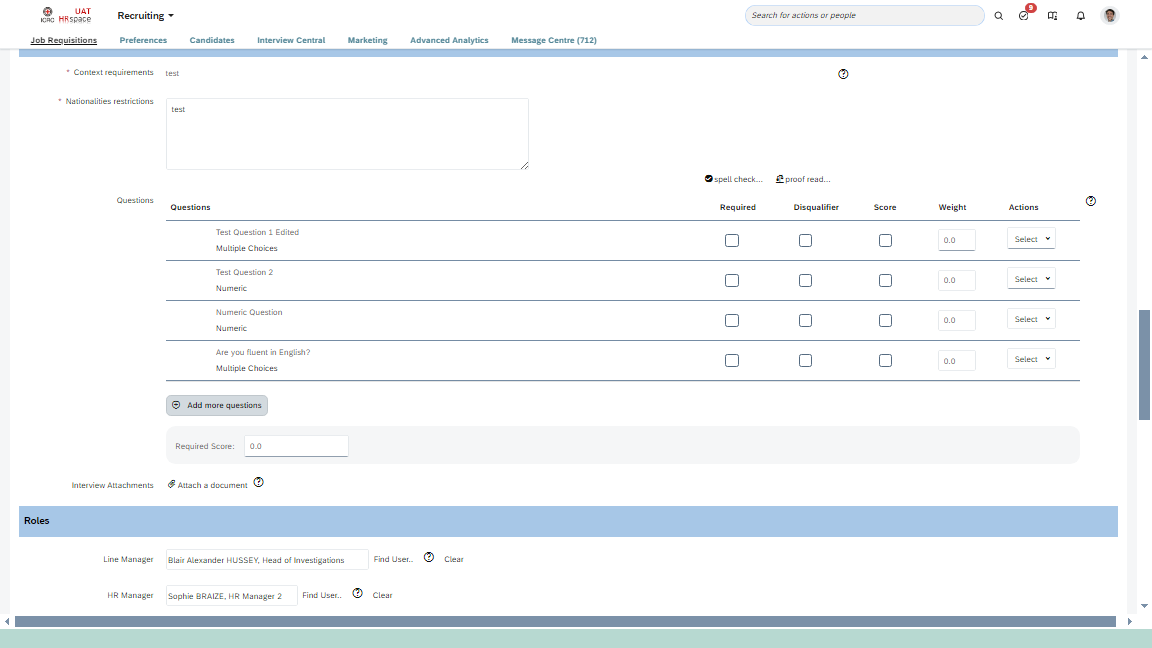 ICRC UAT HRspace
Recruiting
Search for actions or people
9
Job Requisitions Preferences Candidates Interview Central Marketing Advanced Analytics Message Centre (712)
* Context requirements test
* Nationalities restrictions test
spell check... proof read...
Questions
Questions Required Disqualifier Score Weight Actions
Test Question 1 Edited
Multiple Choices
0.0 Select
Test Question 2
Numeric
0.0 Select
Numeric Question
Numeric
0.0 Select
Are you fluent in English?
Multiple Choices
0.0 Select
Add more questions
Required Score: 0.0
Interview Attachments Attach a document
Roles
Line Manager Blair Alexander HUSSEY, Head of Investigations Find User.. Clear
HR Manager Sophie BRAIZE, HR Manager 2 Find User.. Clear